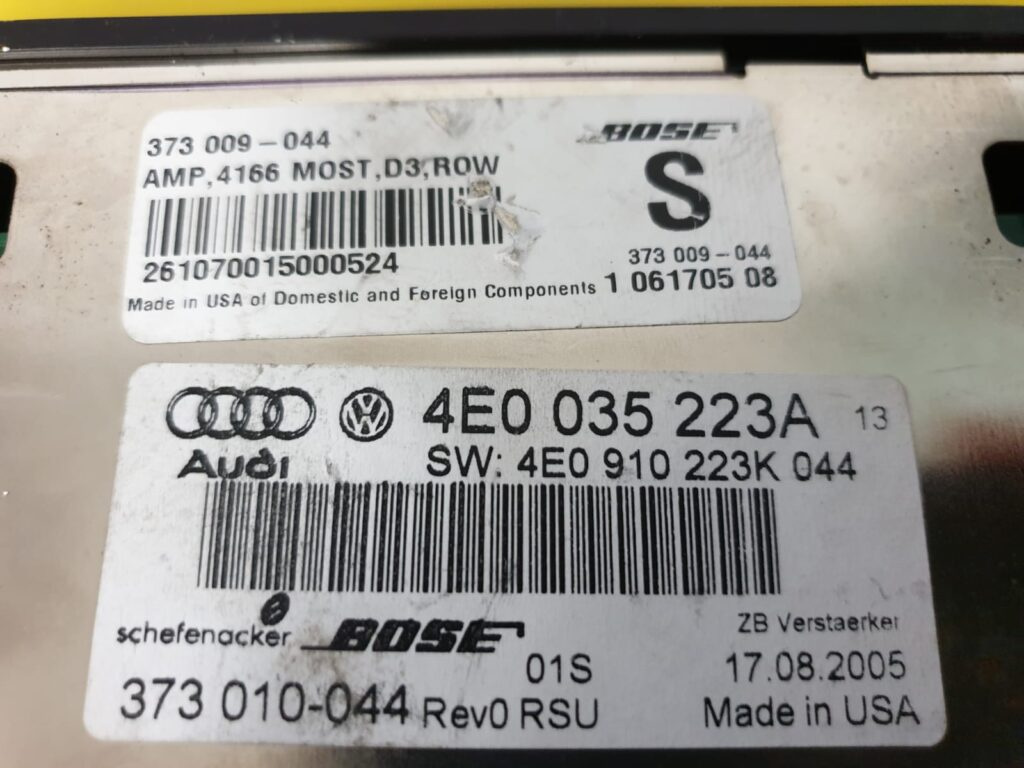 373 009-044
BOSE
AMP,4166 MOST,D3,ROW
S
261070015000524
373 009-044
Made in USA of Domestic and Foreign Components 1 061705 08
Audi
VW
4E0 035 223A 13
SW: 4E0 910 223K 044
schefenacker
BOSE
01S
ZB Verstaerker
17.08.2005
373 010-044 Rev0 RSU
Made in USA